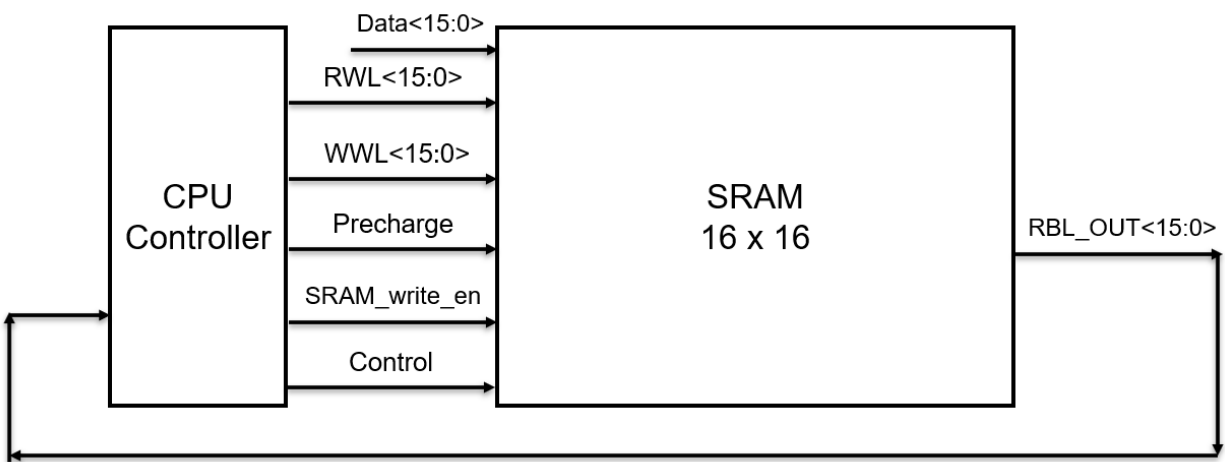 Data<15:0>
RWL<15:0>
WWL<15:0>
CPU
Controller
Precharge
SRAM_write_en
Control
SRAM
16 x 16
RBL_OUT<15:0>